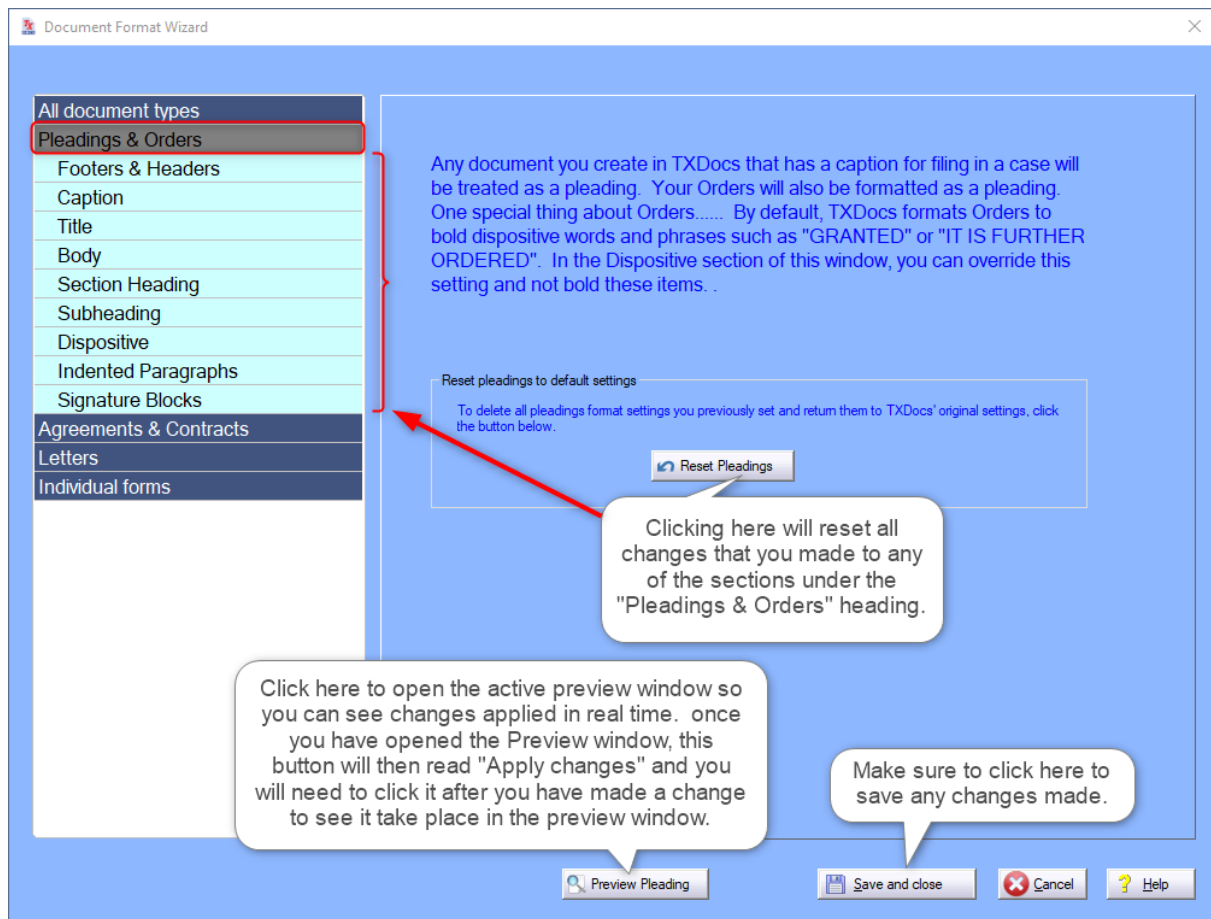 Document Format Wizard
All document types
Pleadings & Orders
Footers & Headers
Caption
Title
Body
Section Heading
Subheading
Dispositive
Indented Paragraphs
Signature Blocks
Agreements & Contracts
Letters
Individual forms
Any document you create in TXDocs that has a caption for filing in a case will
be treated as a pleading.  Your Orders will also be formatted as a pleading.
One special thing about Orders......  By default, TXDocs formats Orders to
bold dispositive words and phrases such as "GRANTED" or "IT IS FURTHER
ORDERED".  In the Dispositive section of this window, you can override this
setting and not bold these items. .
Reset pleadings to default settings
To delete all pleadings format settings you previously set and return them to TXDocs' original settings, click
the button below.
Reset Pleadings
Clicking here will reset all
changes that you made to any
of the sections under the
"Pleadings & Orders" heading.
Click here to open the active preview window so
you can see changes applied in real time.  once
you have opened the Preview window, this
button will then read "Apply changes" and you
will need to click it after you have made a change
to see it take place in the preview window.
Make sure to click here to
save any changes made.
Preview Pleading
Save and close
Cancel
? Help